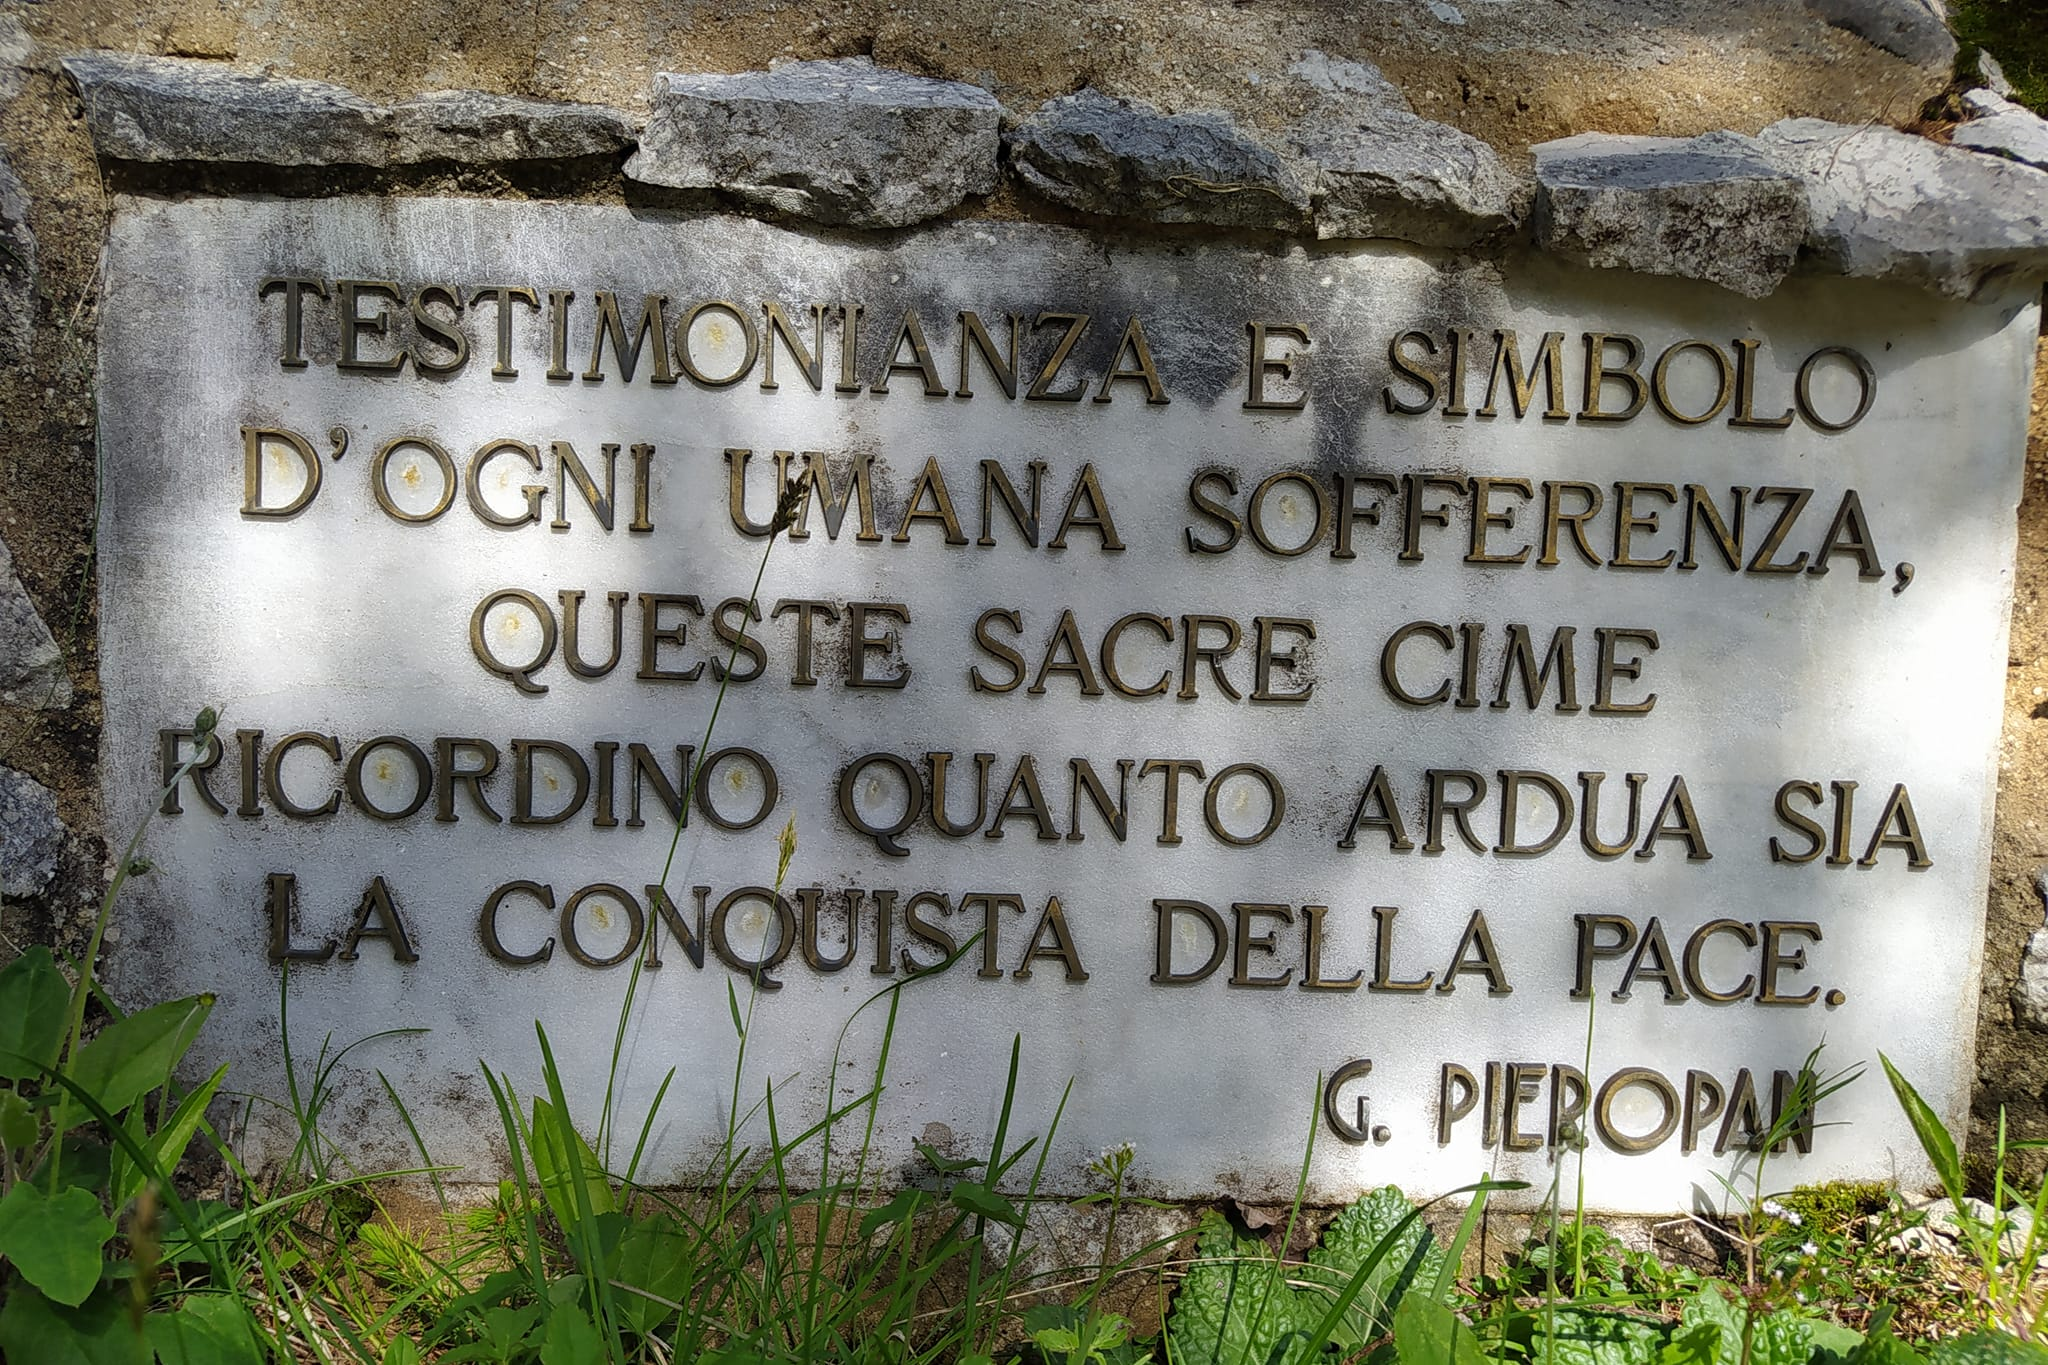 TESTIMONIANZA E SIMBOLO
D'OGNI UMANA SOFFERENZA,
QUESTE SACRE CIME
RICORDINO QUANTO ARDUA SIA
LA CONQUISTA DELLA PACE.
G. PIEROPAN